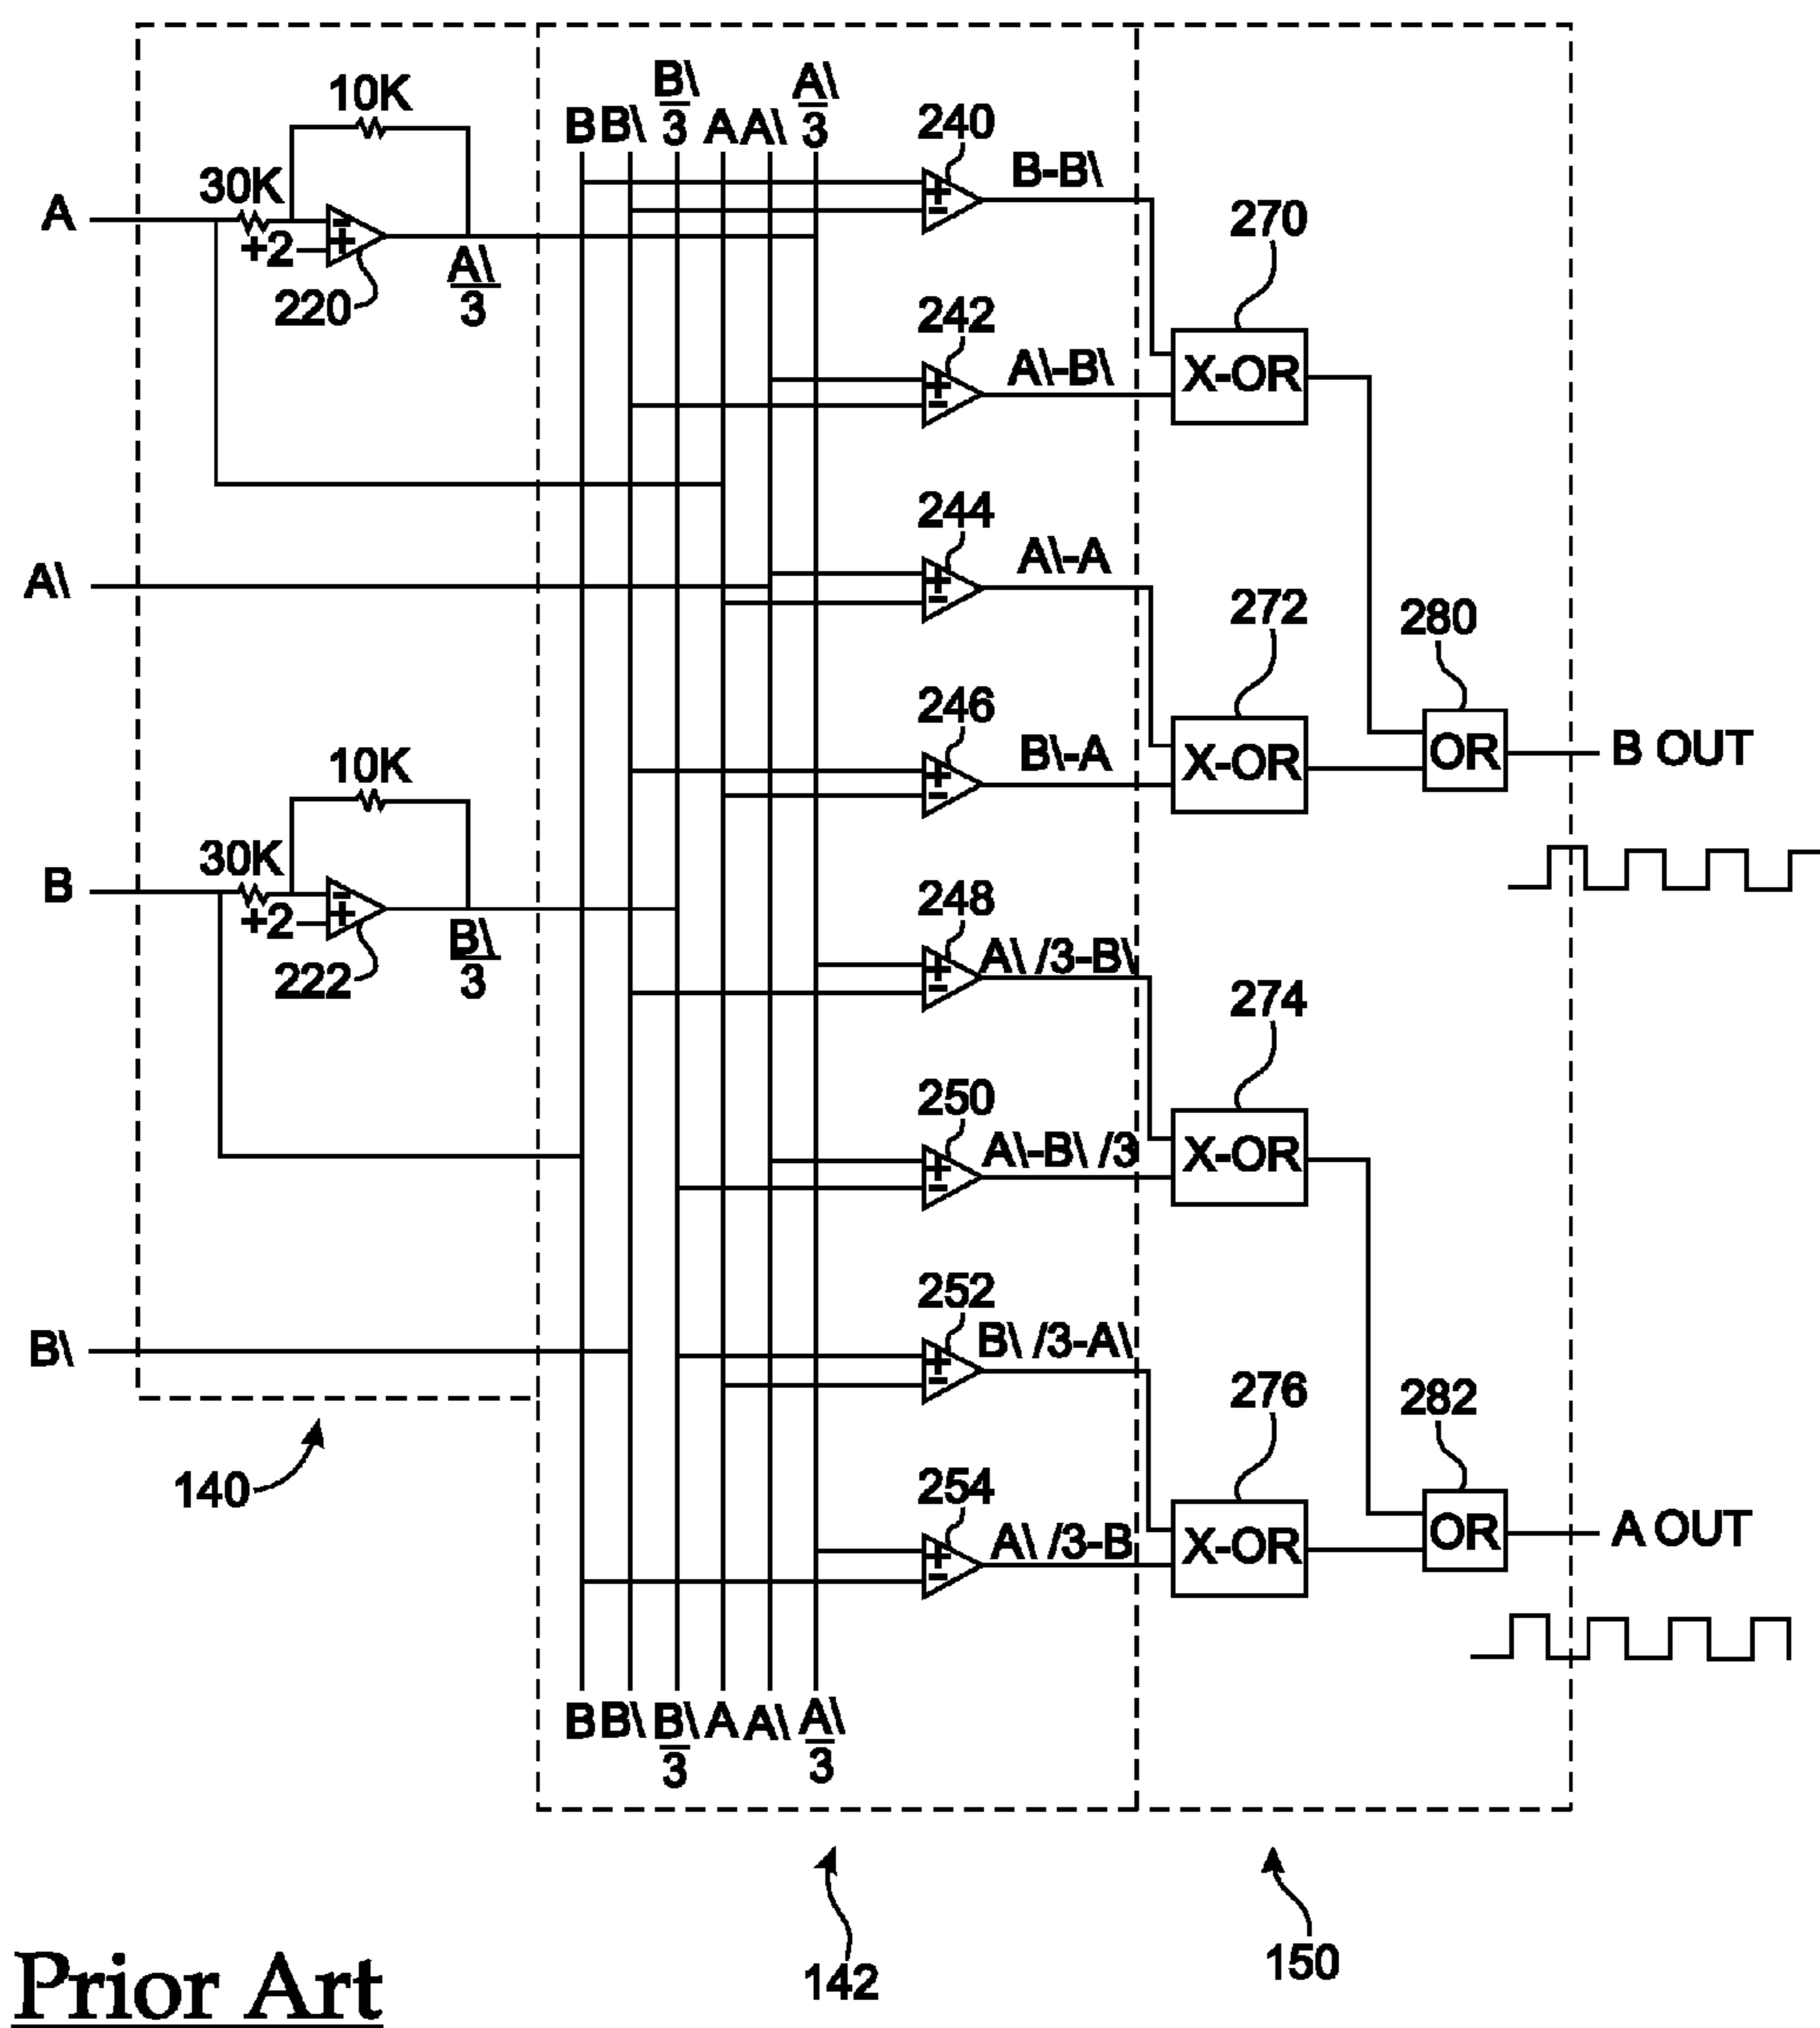 10K
30K
A
+2
220
A\
3
A\
10K
30K
B
+2
222
B\
3
B\
140
B B\ B\/3 A A\ A\/3
240
B-B\
242
A\-B\
244
A\-A
246
B\-A
248
A\ /3-B\
250
A\-B\ /3
252
B\ /3-A\
254
A\ /3-B
B B\ B\/3 A A\ A\/3
142
270
X-OR
272
X-OR
280
OR
B OUT
274
X-OR
276
X-OR
282
OR
A OUT
150
Prior Art